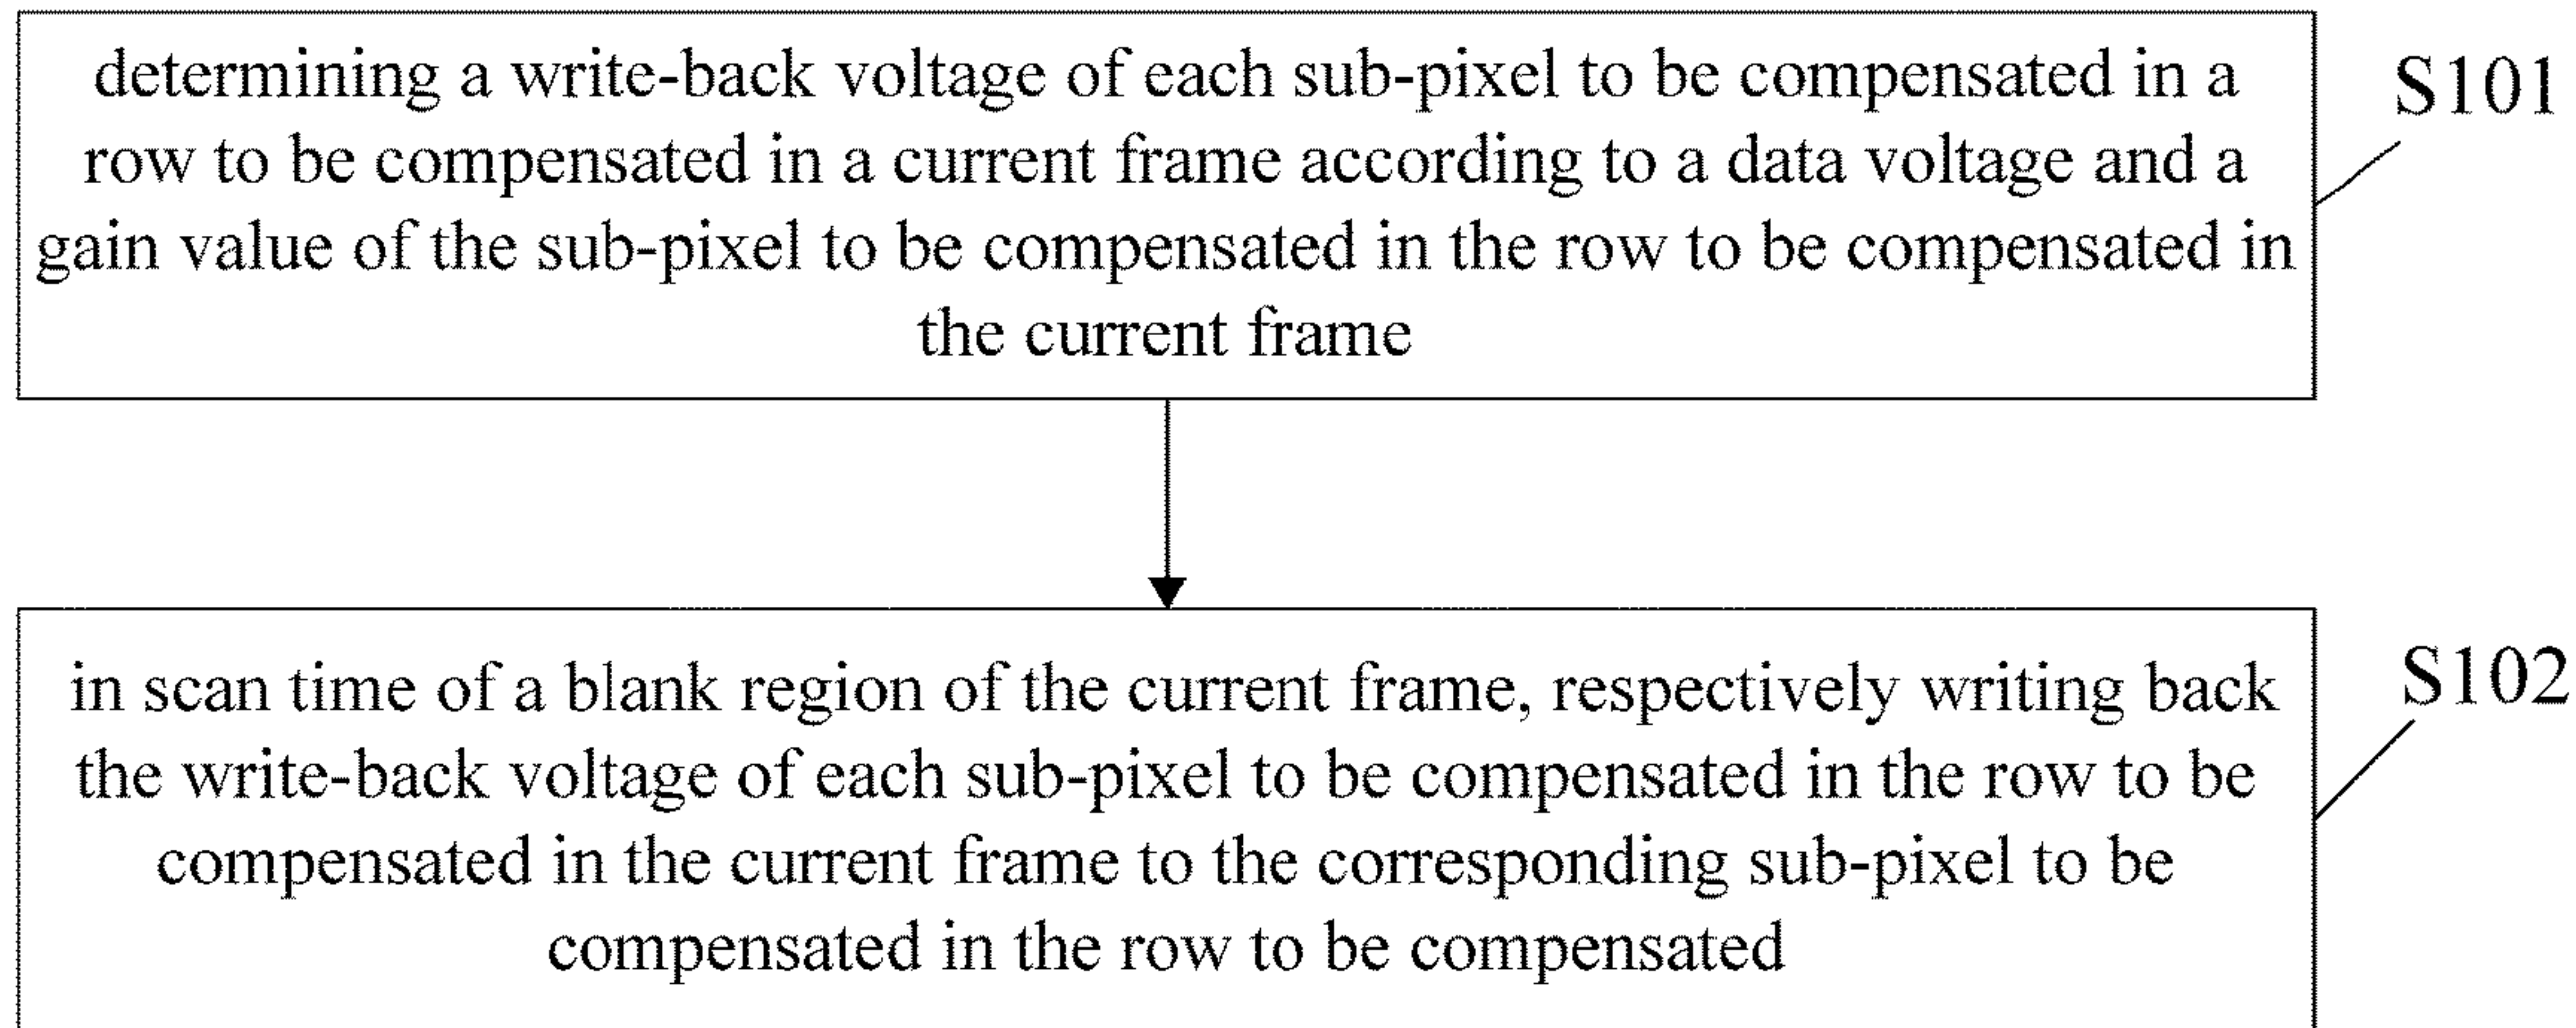 determining a write-back voltage of each sub-pixel to be compensated in a
row to be compensated in a current frame according to a data voltage and a
gain value of the sub-pixel to be compensated in the row to be compensated in
the current frame
S101
in scan time of a blank region of the current frame, respectively writing back
the write-back voltage of each sub-pixel to be compensated in the row to be
compensated in the current frame to the corresponding sub-pixel to be
compensated in the row to be compensated
S102